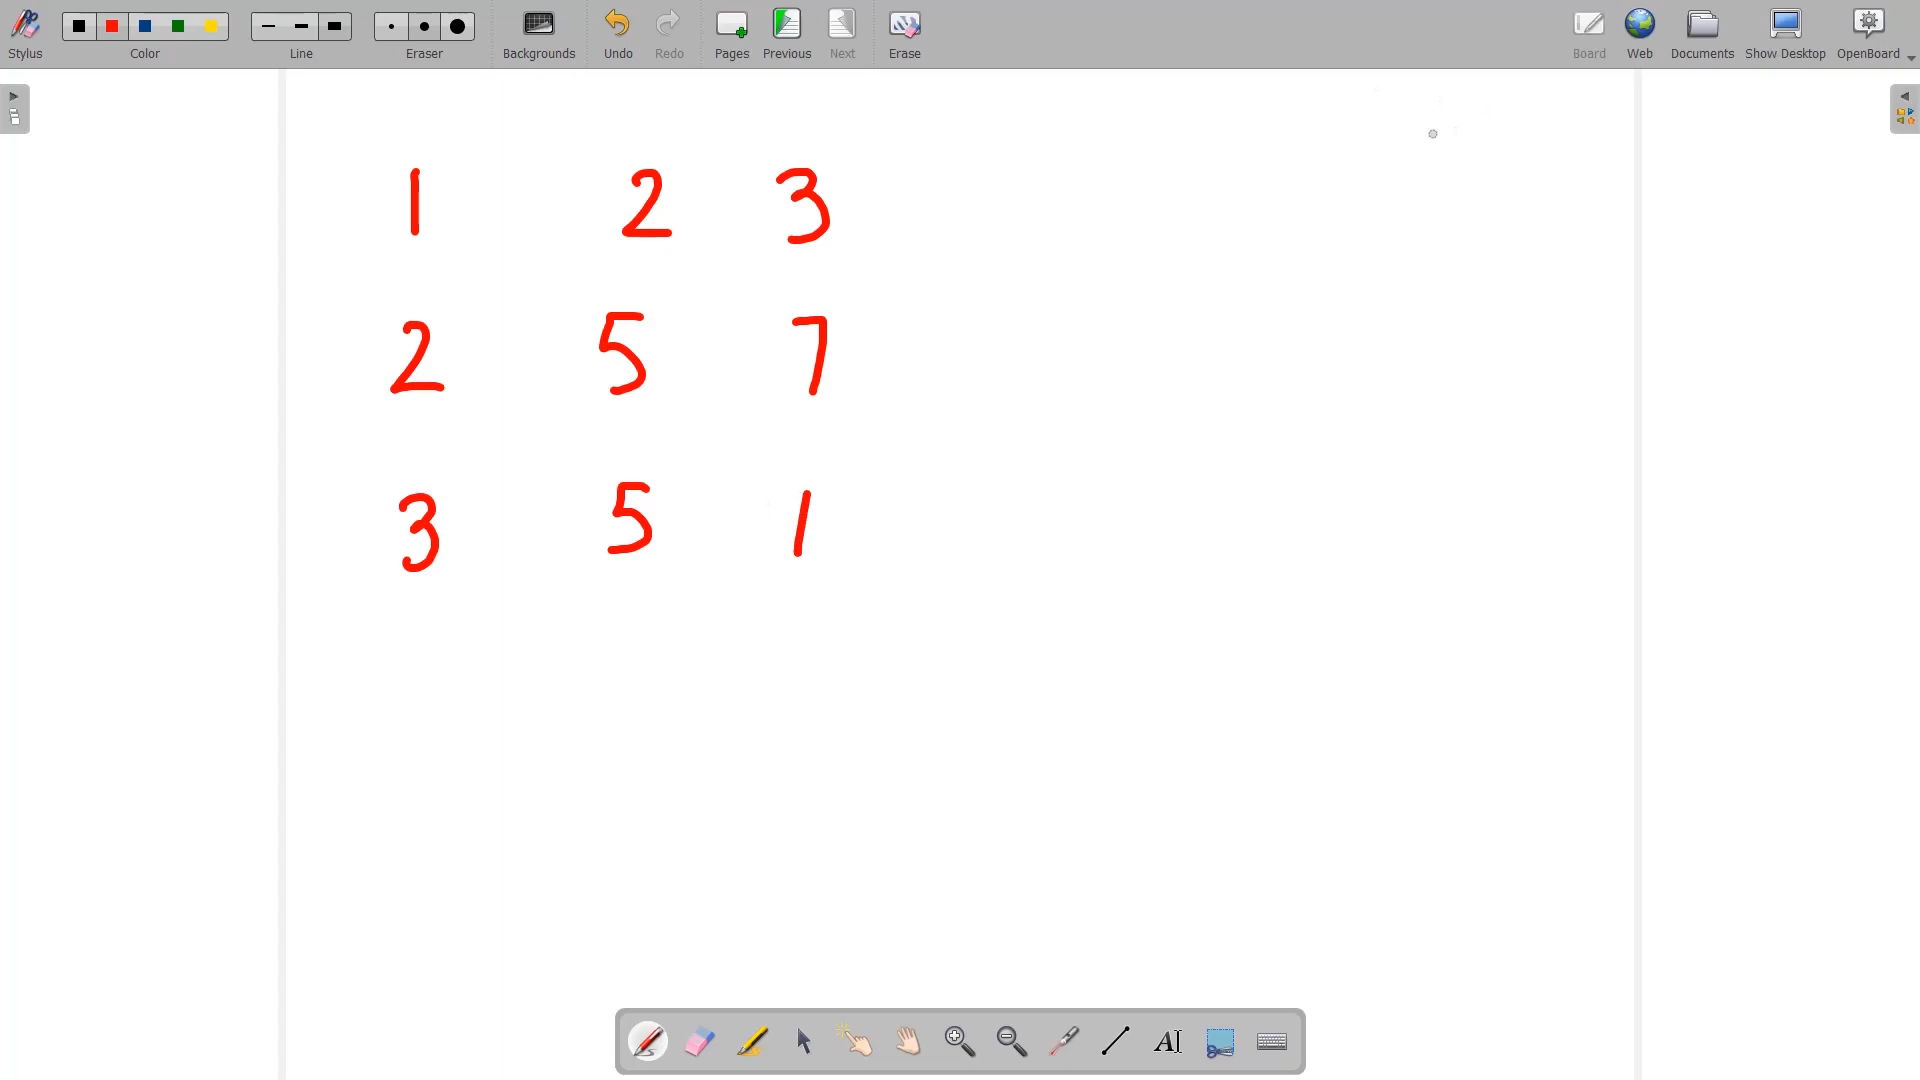 Stylus Color Line Eraser Backgrounds Undo Redo Pages Previous Next Erase Board Web Documents Show Desktop OpenBoard
1 2 3
2 5 7
3 5 1
AI